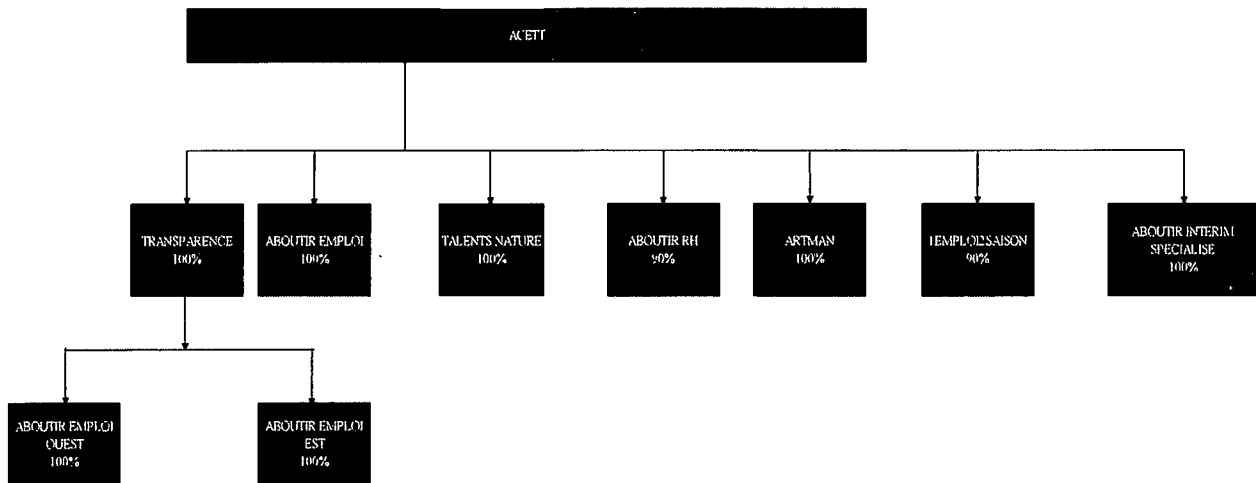 ACETT
TRANSPARENCE
100%
ABOUTIR EMPLOI
100%
TALENTS NATURE
100%
ABOUTIR RH
90%
ARTMAN
100%
1EMPLOI2SAISON
90%
ABOUTIR INTERIM
SPECIALISE
100%
ABOUTIR EMPLOI
OUEST
100%
ABOUTIR EMPLOI
EST
100%